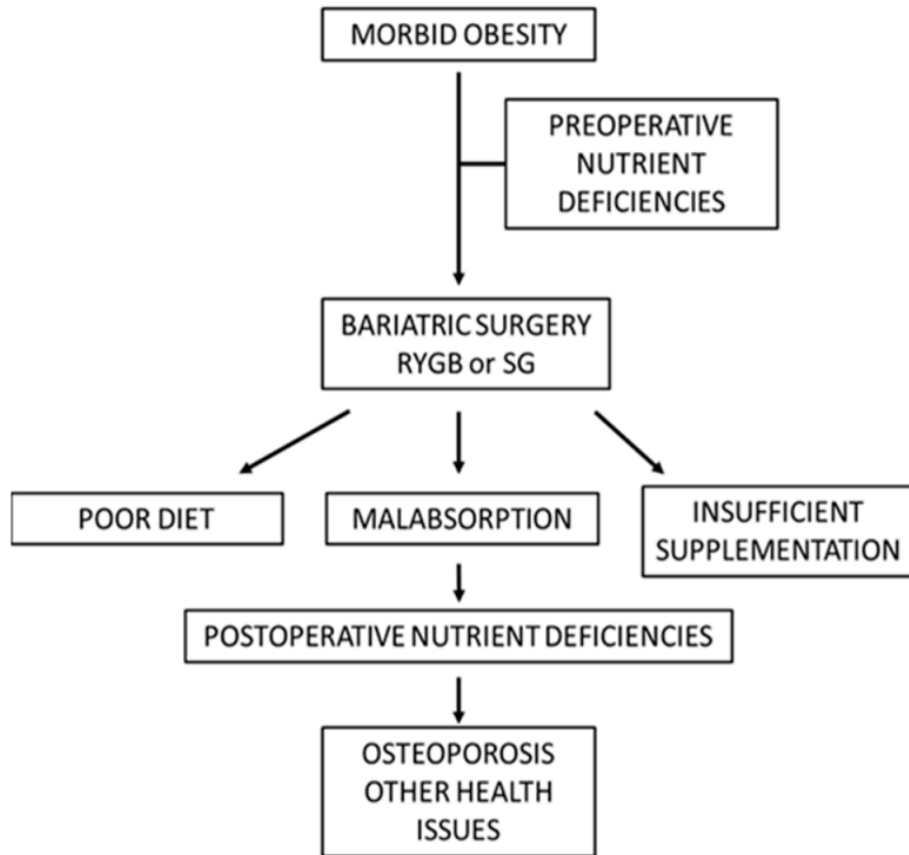 MORBID OBESITY
PREOPERATIVE
NUTRIENT
DEFICIENCIES
BARIATRIC SURGERY
RYGB or SG
POOR DIET
MALABSORPTION
INSUFFICIENT
SUPPLEMENTATION
POSTOPERATIVE NUTRIENT DEFICIENCIES
OSTEOPOROSIS
OTHER HEALTH
ISSUES